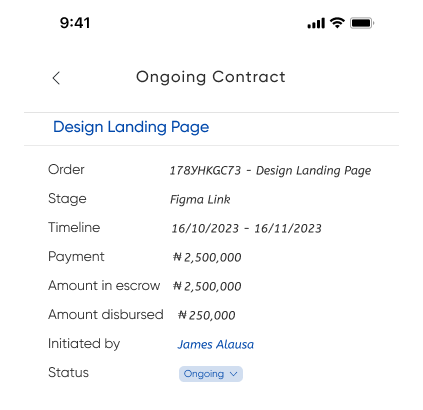 9:41
Ongoing Contract
Design Landing Page
Order 178УНKGC73 - Design Landing Page
Stage Figma Link
Timeline 16/10/2023 - 16/11/2023
Payment ₦2,500,000
Amount in escrow ₦2,500,000
Amount disbursed ₦250,000
Initiated by James Alausa
Status Ongoing